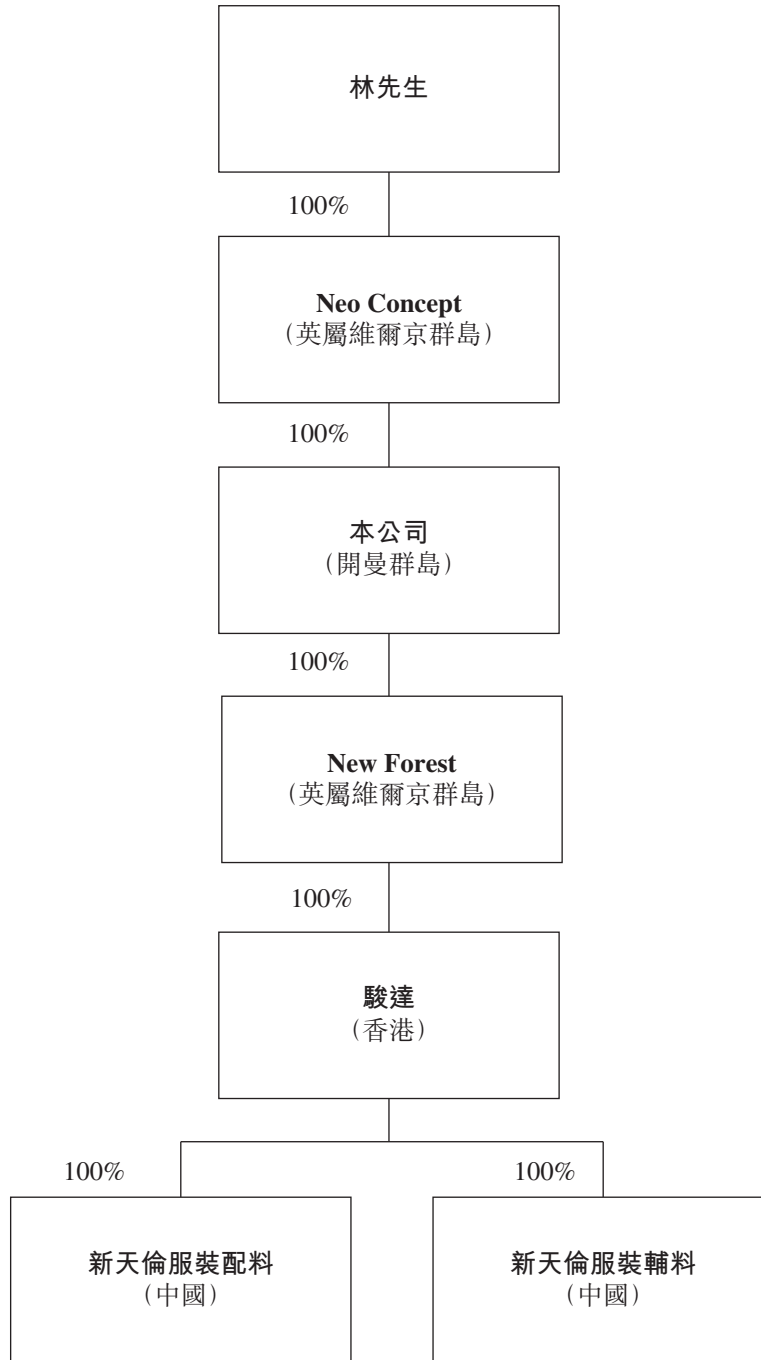 林先生
100%
Neo Concept
（英屬維爾京群島）
100%
本公司
（開曼群島）
100%
New Forest
（英屬維爾京群島）
100%
駿達
（香港）
100%
100%
新天倫服裝配料
（中國）
新天倫服裝輔料
（中國）